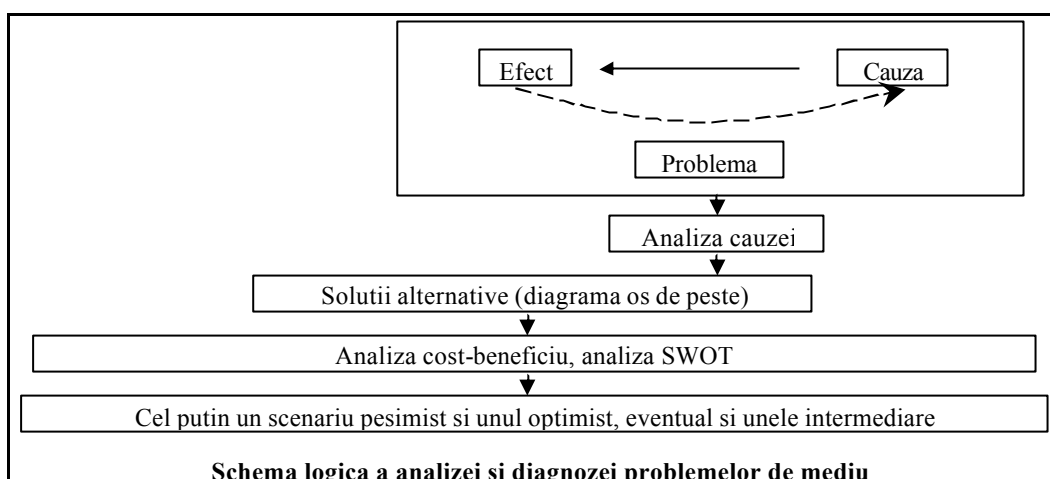 Efect
Cauza
Problema
Analiza cauzei
Solutii alternative (diagrama os de peste)
Analiza cost-beneficiu, analiza SWOT
Cel putin un scenariu pesimist si unul optimist, eventual si unele intermediare
Schema logica a analizei si diagnozei problemelor de mediu